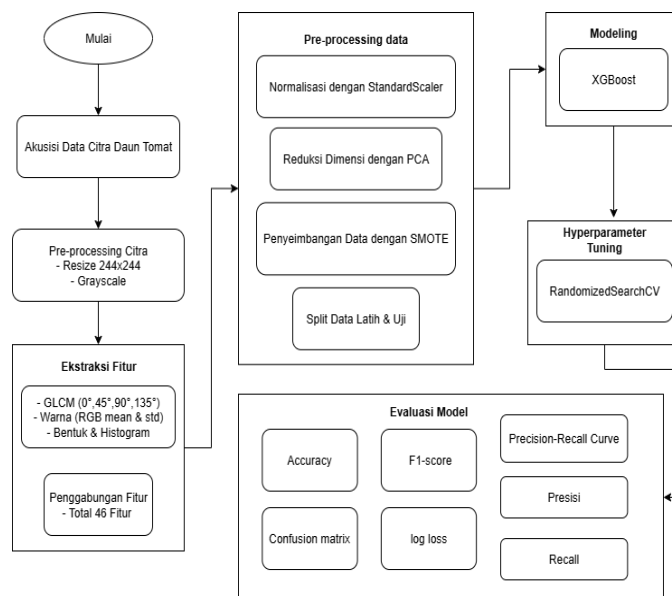 Mulai
Akusisi Data Citra Daun Tomat
Pre-processing Citra
- Resize 244x244
- Grayscale
Ekstraksi Fitur
- GLCM (0°,45°,90°,135°)
- Warna (RGB mean & std)
- Bentuk & Histogram
Penggabungan Fitur
- Total 46 Fitur
Pre-processing data
Normalisasi dengan StandardScaler
Reduksi Dimensi dengan PCA
Penyeimbangan Data dengan SMOTE
Split Data Latih & Uji
Modeling
XGBoost
Hyperparameter
Tuning
RandomizedSearchCV
Evaluasi Model
Accuracy
F1-score
Precision-Recall Curve
Presisi
Confusion matrix
log loss
Recall